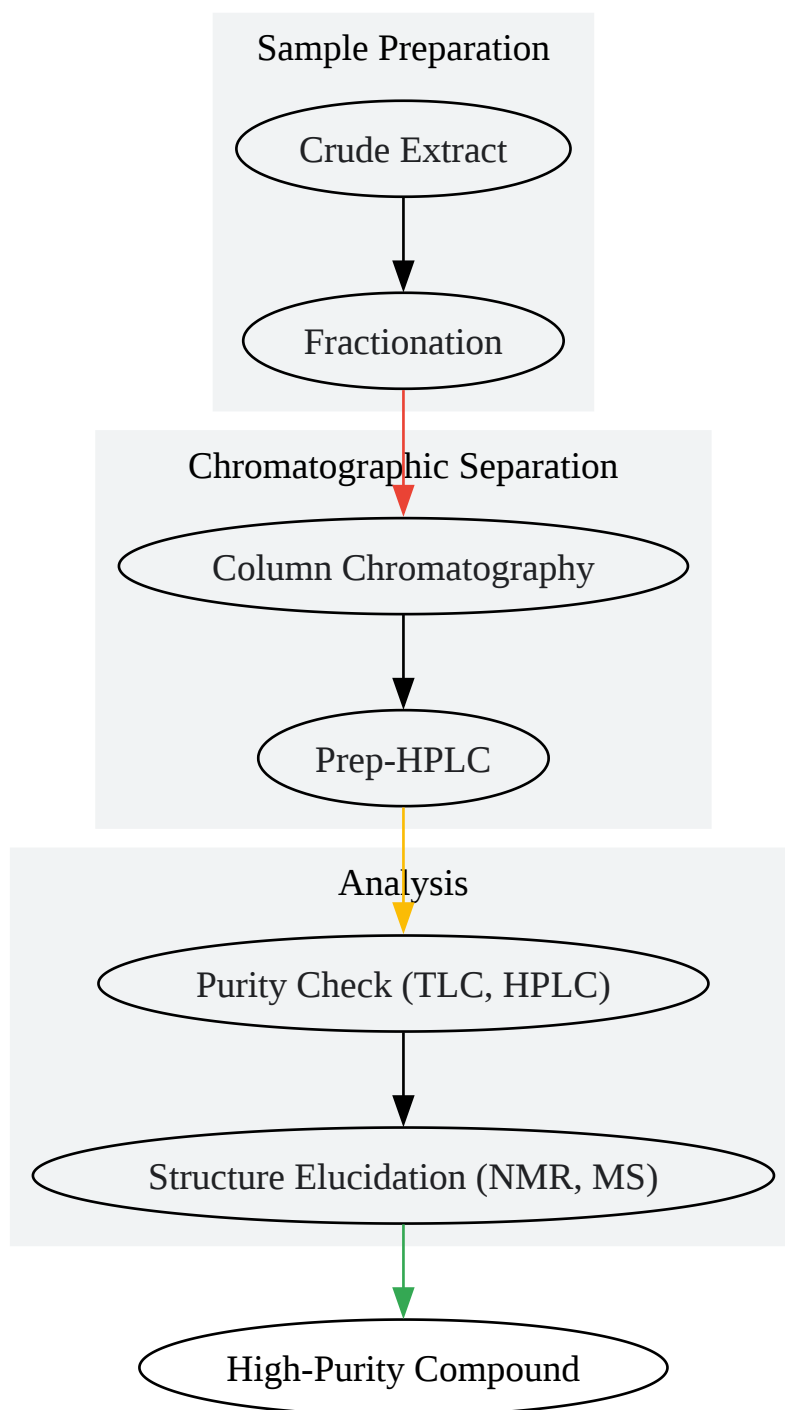 Sample Preparation
Crude Extract
Fractionation
Chromatographic Separation
Column Chromatography
Prep-HPLC
Analysis
Purity Check (TLC, HPLC)
Structure Elucidation (NMR, MS)
High-Purity Compound